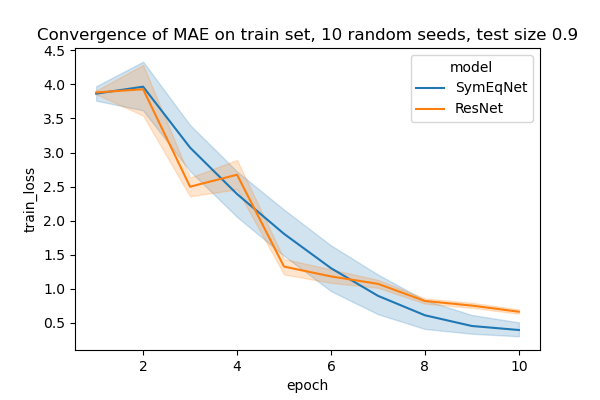 Convergence of MAE on train set, 10 random seeds, test size 0.9
4.5
4.0
3.5
3.0
2.5
2.0
1.5
1.0
0.5
train_loss
model
SymEqNet
ResNet
2
4
6
8
10
epoch